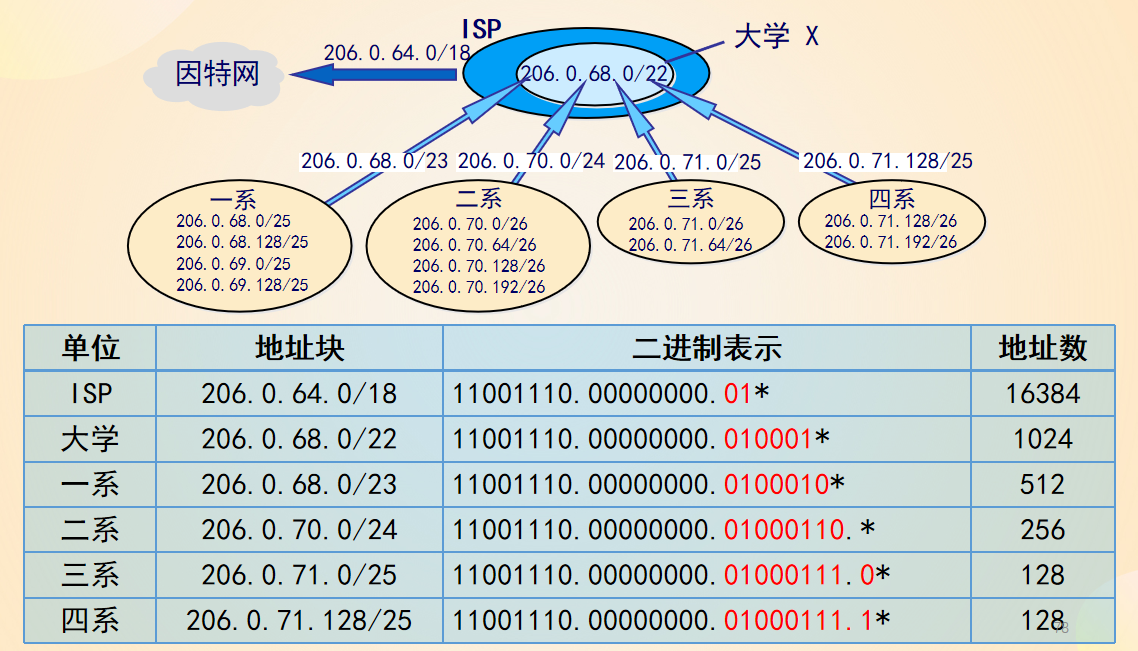 ISP
大学 X
206.0.64.0/18
因特网
206.0.68.0/22
206.0.68.0/23
206.0.70.0/24
206.0.71.0/25
206.0.71.128/25
一系
206.0.68.0/25
206.0.68.128/25
206.0.69.0/25
206.0.69.128/25
二系
206.0.70.0/26
206.0.70.64/26
206.0.70.128/26
206.0.70.192/26
三系
206.0.71.0/26
206.0.71.64/26
四系
206.0.71.128/26
206.0.71.192/26
单位 地址块 二进制表示 地址数
ISP 206.0.64.0/18 11001110.00000000.01* 16384
大学 206.0.68.0/22 11001110.00000000.010001* 1024
一系 206.0.68.0/23 11001110.00000000.0100010* 512
二系 206.0.70.0/24 11001110.00000000.01000110.* 256
三系 206.0.71.0/25 11001110.00000000.01000111.0* 128
四系 206.0.71.128/25 11001110.00000000.01000111.1* 128